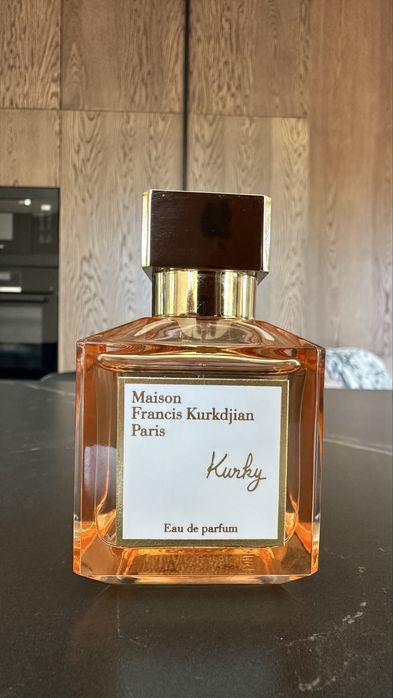 Maison
Francis Kurkdjian
Paris
Kurky
Eau de parfum